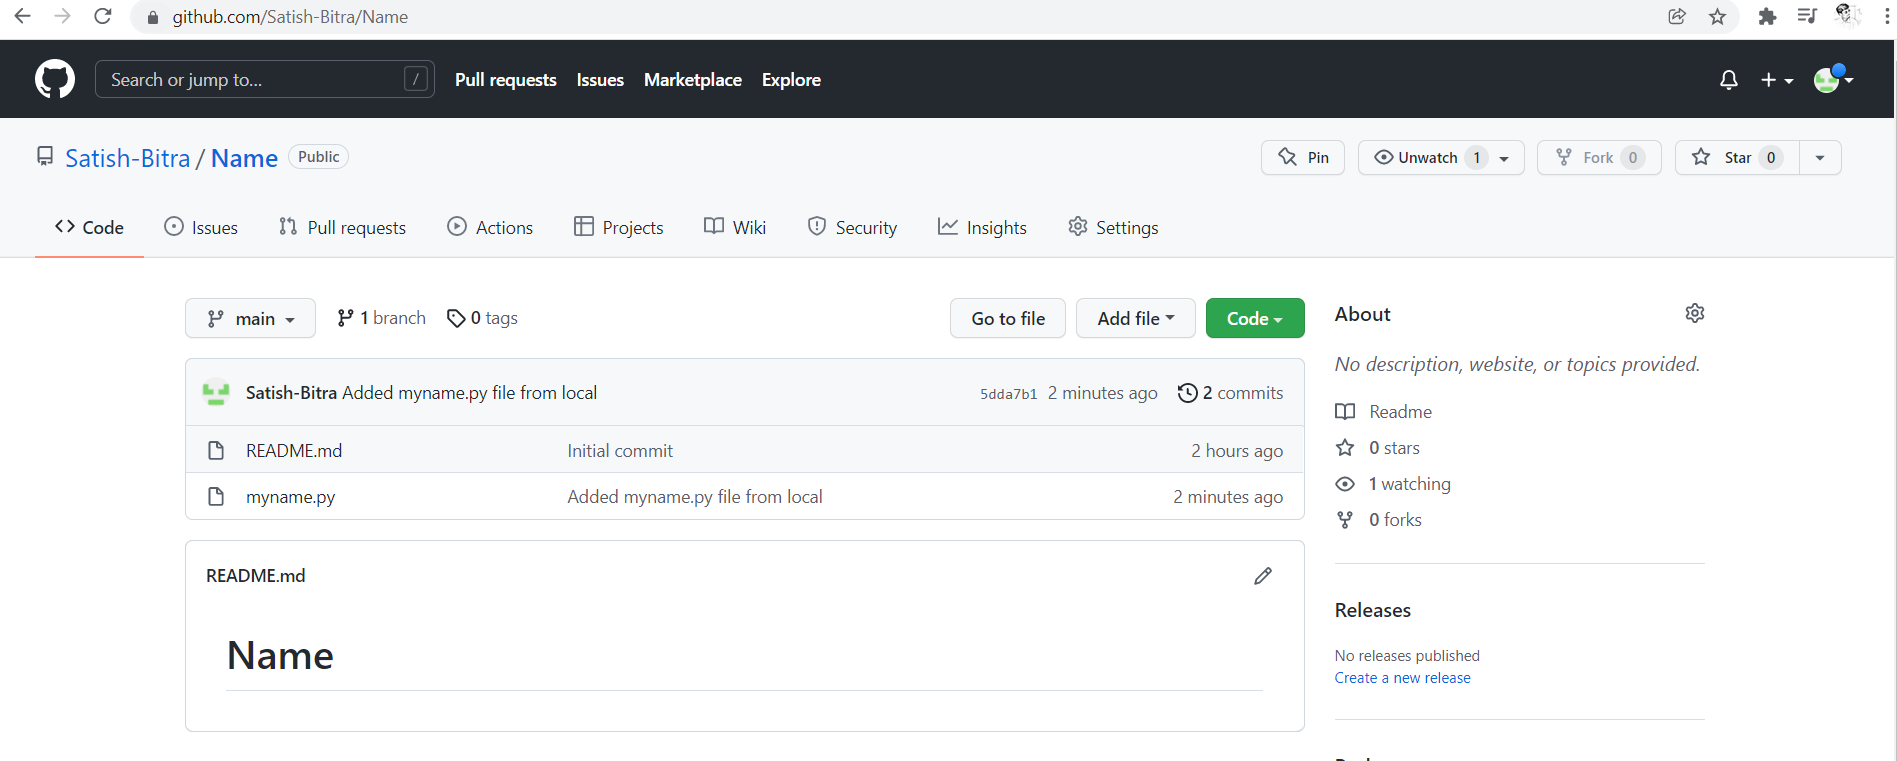 github.com/Satish-Bitra/Name
Search or jump to... /
Pull requests Issues Marketplace Explore
Satish-Bitra / Name Public
Pin Unwatch 1 Fork 0 Star 0
Code Issues Pull requests Actions Projects Wiki Security Insights Settings
main 1 branch 0 tags Go to file Add file Code
Satish-Bitra Added myname.py file from local 5dda7b1 2 minutes ago 2 commits
README.md Initial commit 2 hours ago
myname.py Added myname.py file from local 2 minutes ago
README.md
Name
About
No description, website, or topics provided.
Readme
0 stars
1 watching
0 forks
Releases
No releases published
Create a new release